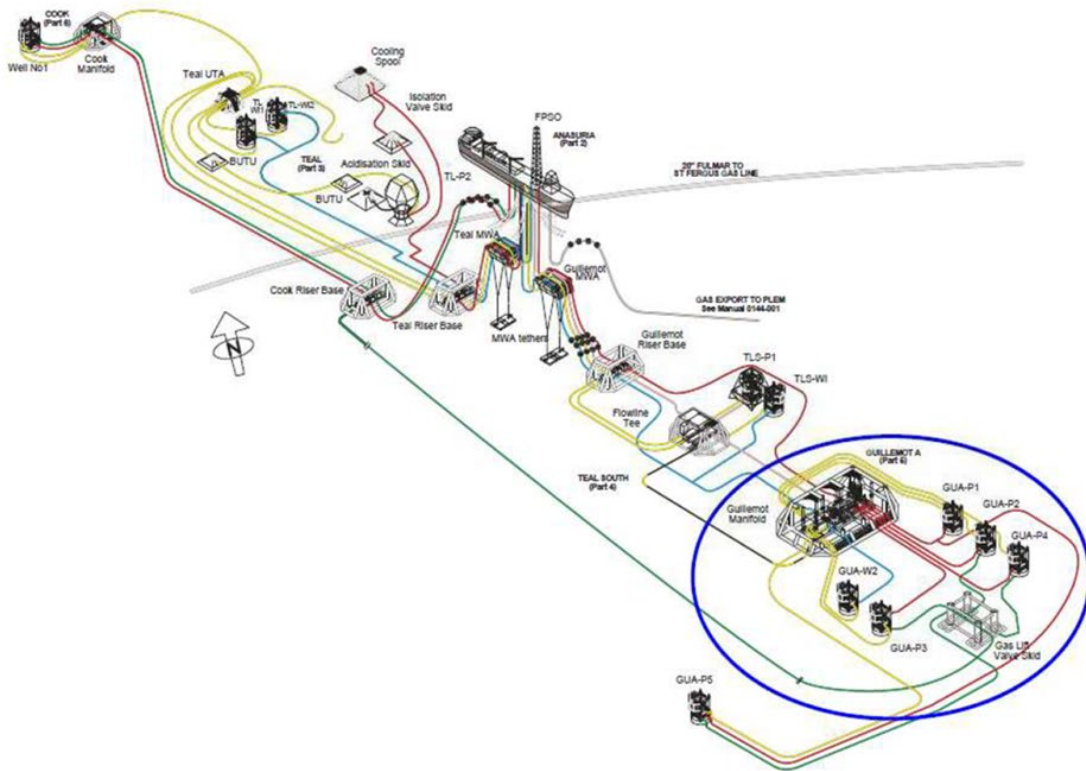 COOK
(Part 6)
Well No1
Cook
Manifold
Teal UTA
TL
WI1
TL-WI2
Cooling
Spool
Isolation
Valve Skid
FPSO
ANASURIA
(Part 2)
BUTU
TEAL
(Part 3)
Acidisation Skid
BUTU
TL-P2
20" FULMAR TO
ST FERGUS GAS LINE
Teal MWA
Guillemot
MWA
Cook Riser Base
Teal Riser Base
MWA tethers
GAS EXPORT TO PLEM
See Manual 0144-001
N
Guillemot
Riser Base
TLS-P1
TLS-WI
Flowline
Tee
TEAL SOUTH
(Part 4)
GUILLEMOT A
(Part 5)
Guillemot
Manifold
GUA-P1
GUA-P2
GUA-P4
GUA-W2
GUA-P3
Gas Lift
Valve Skid
GUA-P5